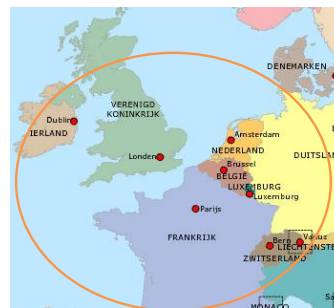 DENEMARKEN
VERENIGD
KONINKRIJK
Dublin
IERLAND
Amsterdam
NEDERLAND
Londen
Brussel
BELGIE
DUITSLA
LUXEMBURG
Luxemburg
Parijs
FRANKRIJK
Bern
Vaduz
LIECHTENSTE
ZWITSERLAND
MONACO